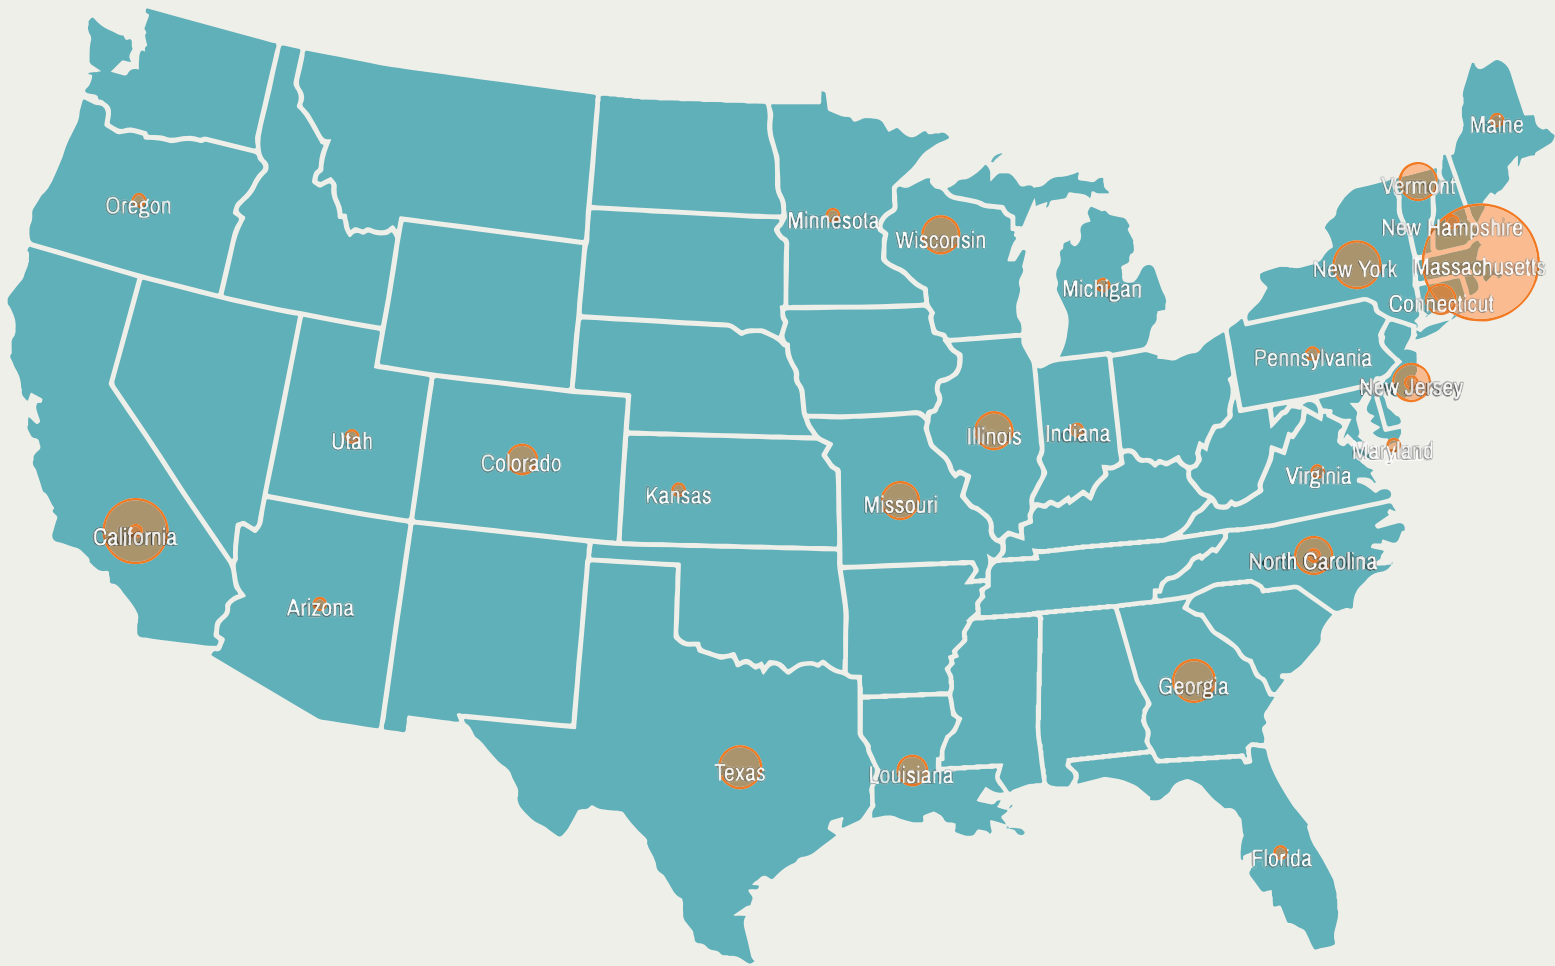 Maine
Vermont
Oregon
Minnesota
New Hampshire
Wisconsin
New York
Massachusetts
Michigan
Connecticut
Pennsylvania
New Jersey
Utah
Illinois
Indiana
Maryland
Colorado
Virginia
Kansas
Missouri
California
North Carolina
Arizona
Georgia
Texas
Louisiana
Florida